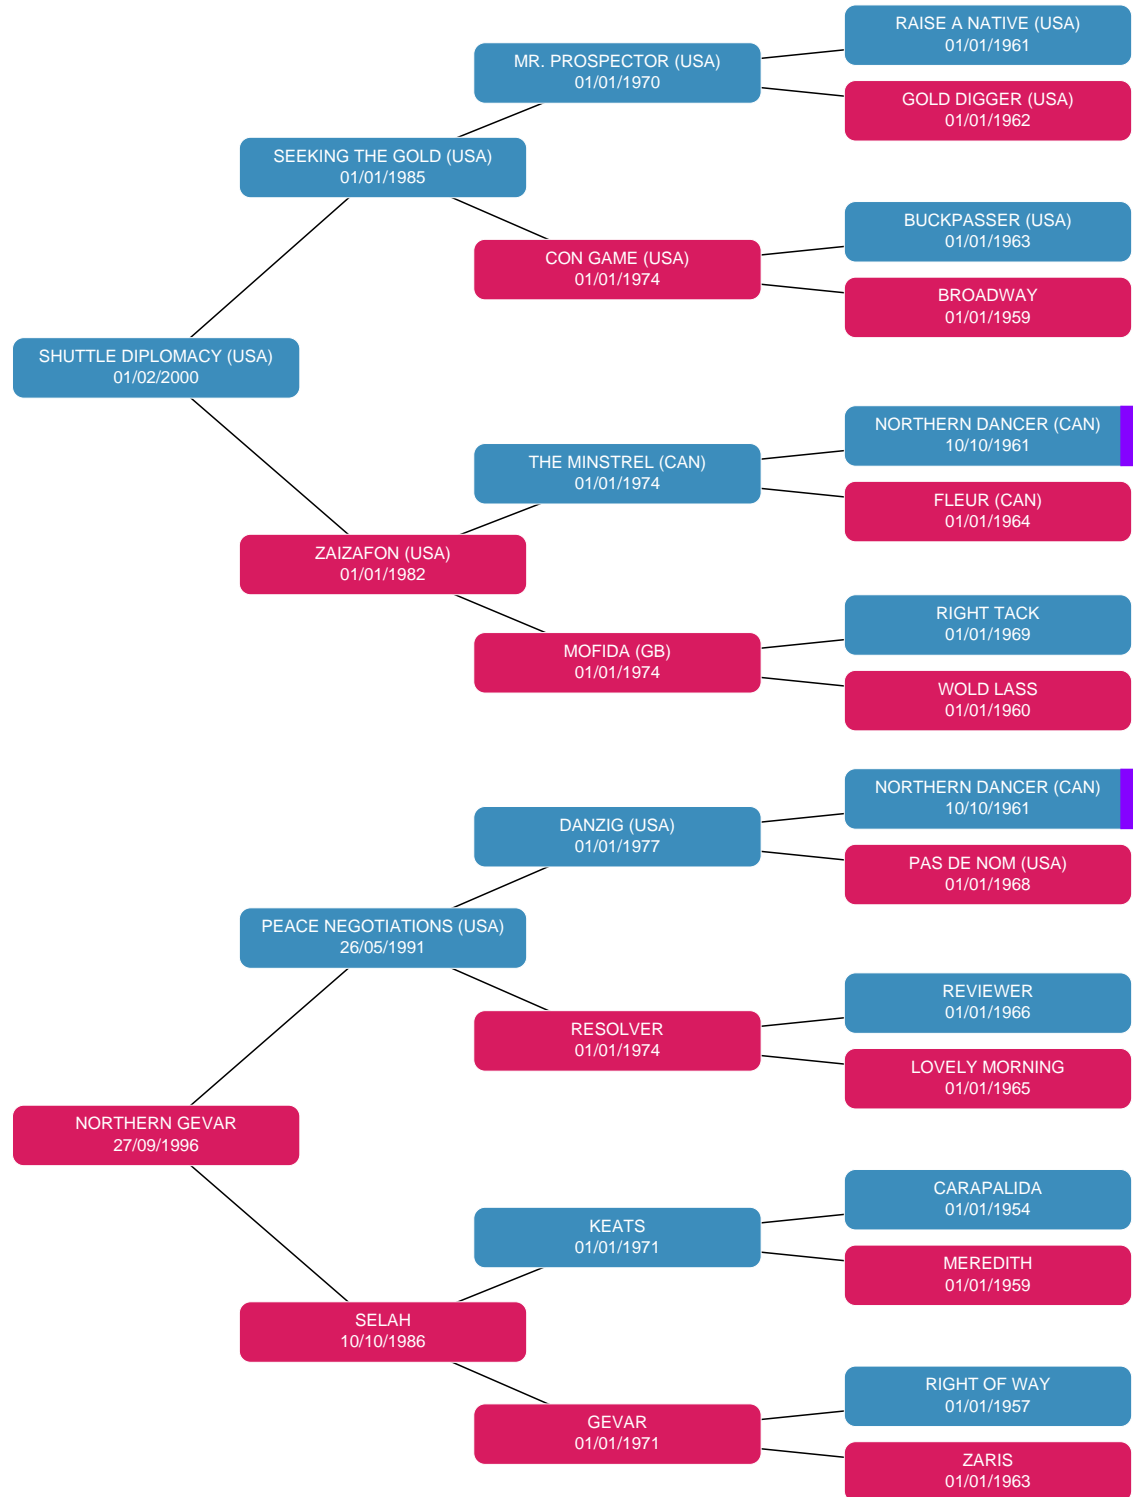 RAISE A NATIVE (USA)
01/01/1961
MR. PROSPECTOR (USA)
01/01/1970
GOLD DIGGER (USA)
01/01/1962
SEEKING THE GOLD (USA)
01/01/1985
BUCKPASSER (USA)
01/01/1963
CON GAME (USA)
01/01/1974
BROADWAY
01/01/1959
SHUTTLE DIPLOMACY (USA)
01/02/2000
NORTHERN DANCER (CAN)
10/10/1961
THE MINSTREL (CAN)
01/01/1974
FLEUR (CAN)
01/01/1964
ZAIZAFON (USA)
01/01/1982
RIGHT TACK
01/01/1969
MOFIDA (GB)
01/01/1974
WOLD LASS
01/01/1960
NORTHERN DANCER (CAN)
10/10/1961
DANZIG (USA)
01/01/1977
PAS DE NOM (USA)
01/01/1968
PEACE NEGOTIATIONS (USA)
26/05/1991
REVIEWER
01/01/1966
RESOLVER
01/01/1974
LOVELY MORNING
01/01/1965
NORTHERN GEVAR
27/09/1996
CARAPALIDA
01/01/1954
KEATS
01/01/1971
MEREDITH
01/01/1959
SELAH
10/10/1986
RIGHT OF WAY
01/01/1957
GEVAR
01/01/1971
ZARIS
01/01/1963